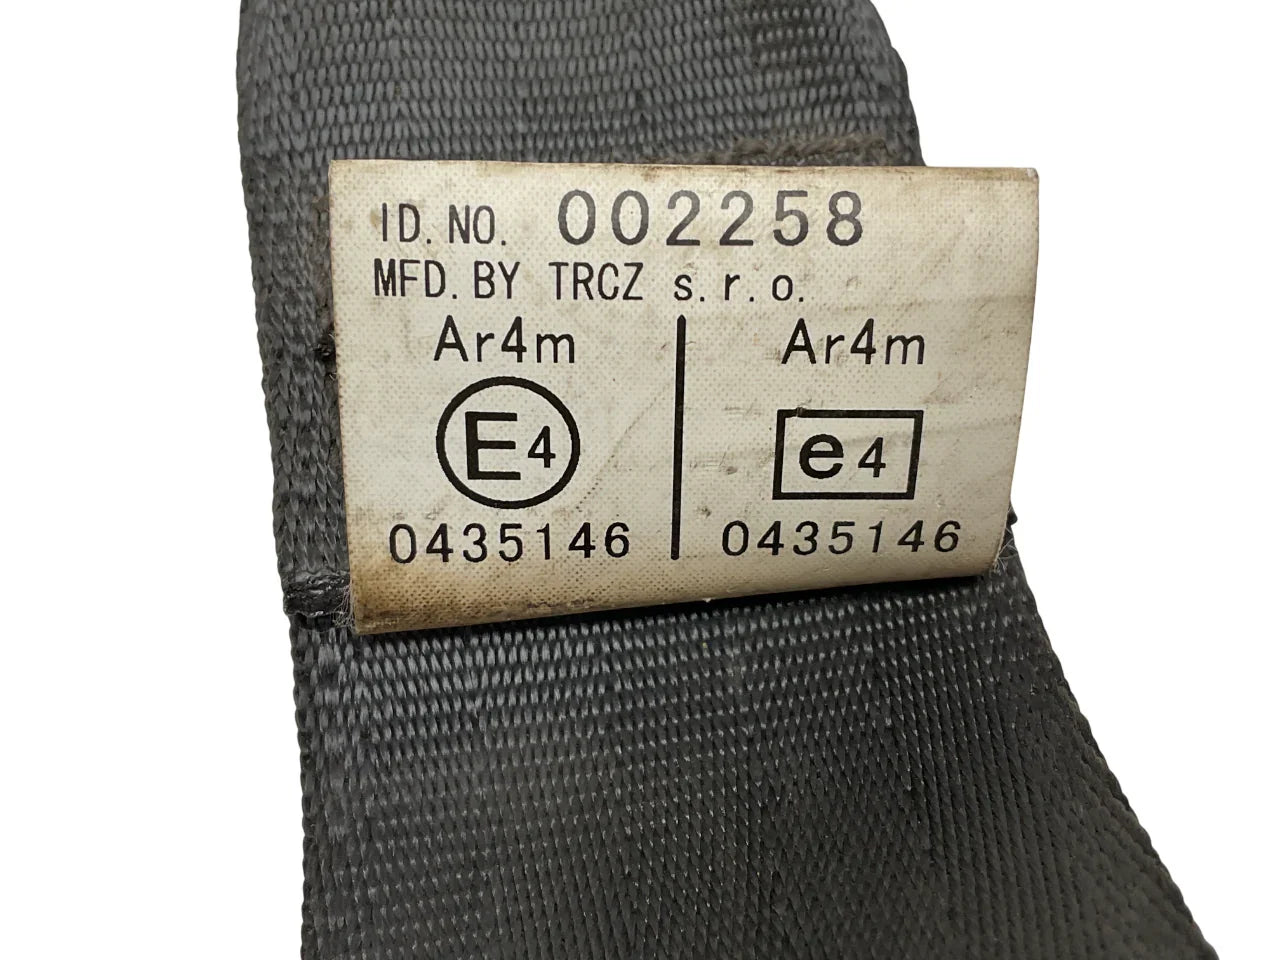 ID. NO. 002258
MFD. BY TRCZ s. r. o.
Ar4m Ar4m
E4 e4
0435146 0435146